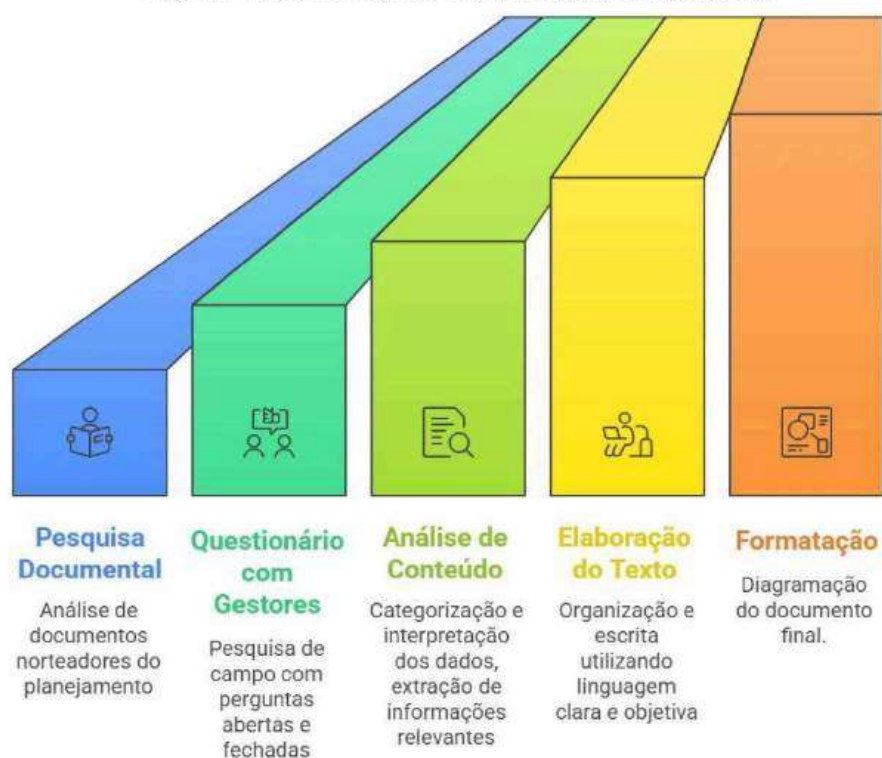 Pesquisa
Documental
Análise de
documentos
norteadores do
planejamento
Questionário
com
Gestores
Pesquisa de
campo com
perguntas
abertas e
fechadas
Análise de
Conteúdo
Categorização e
interpretação
dos dados,
extração de
informações
relevantes
Elaboração
do Texto
Organização e
escrita
utilizando
linguagem
clara e objetiva
Formatação
Diagramação
do documento
final.